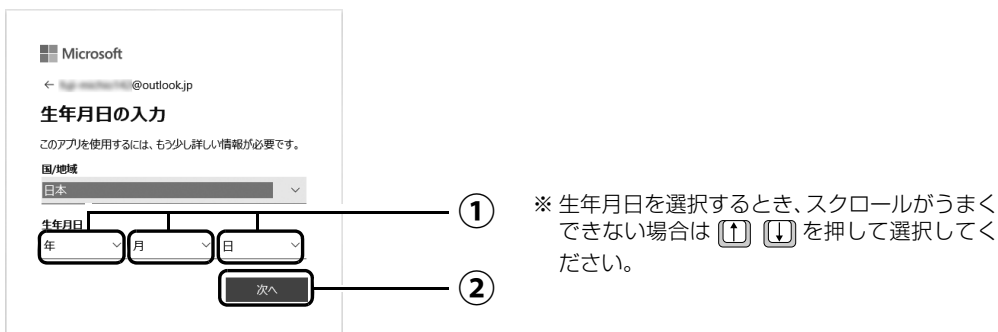 Microsoft
← @outlook.jp
生年月日の入力
このアプリを使用するには、もう少し詳しい情報が必要です。
国/地域
日本
生年月日
年 月 日
①
次へ
②
※ 生年月日を選択するとき、スクロールがうまく
できない場合は [↑] [↓] を押して選択してく
ださい。